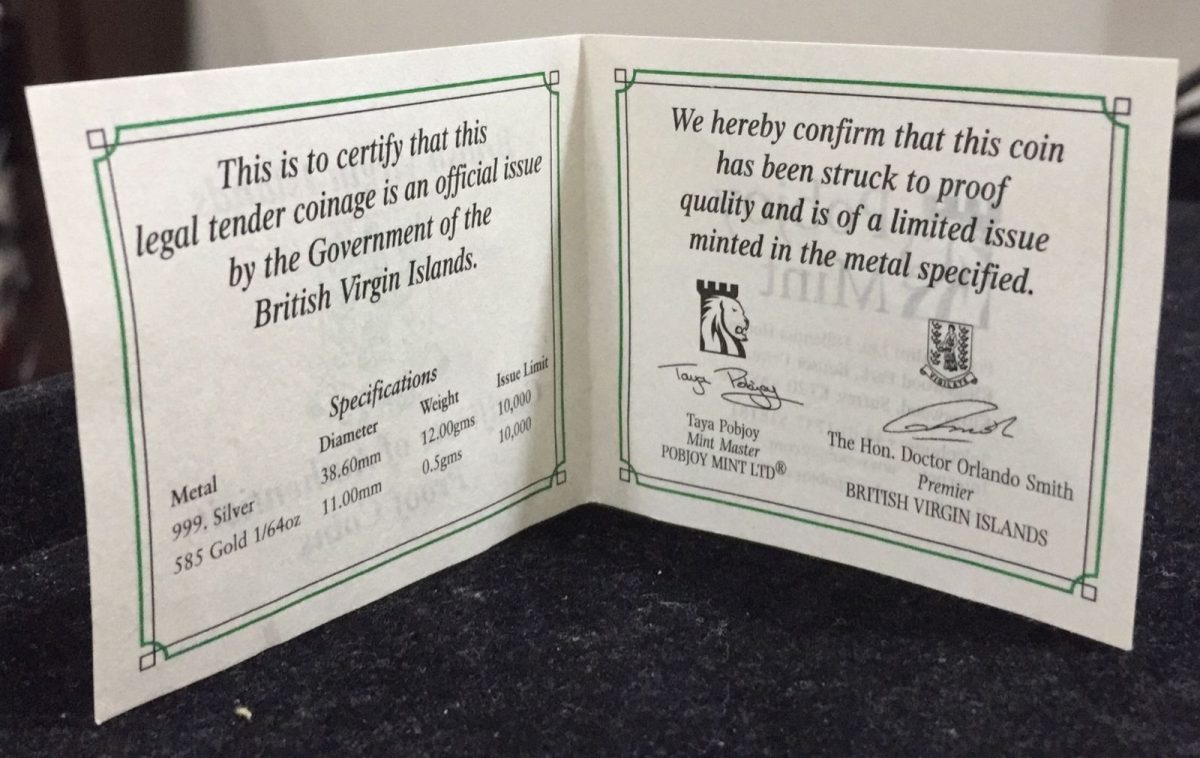 This is to certify that this
legal tender coinage is an official issue
by the Government of the
British Virgin Islands.
Specifications
Metal Diameter Weight Issue Limit
999. Silver 38.60mm 12.00gms 10,000
585 Gold 1/64oz 11.00mm 0.5gms 10,000
We hereby confirm that this coin
has been struck to proof
quality and is of a limited issue
minted in the metal specified.
VIGILATE
Taya Pobjoy
Taya Pobjoy
Mint Master
POBJOY MINT LTD®
The Hon. Doctor Orlando Smith
Premier
BRITISH VIRGIN ISLANDS